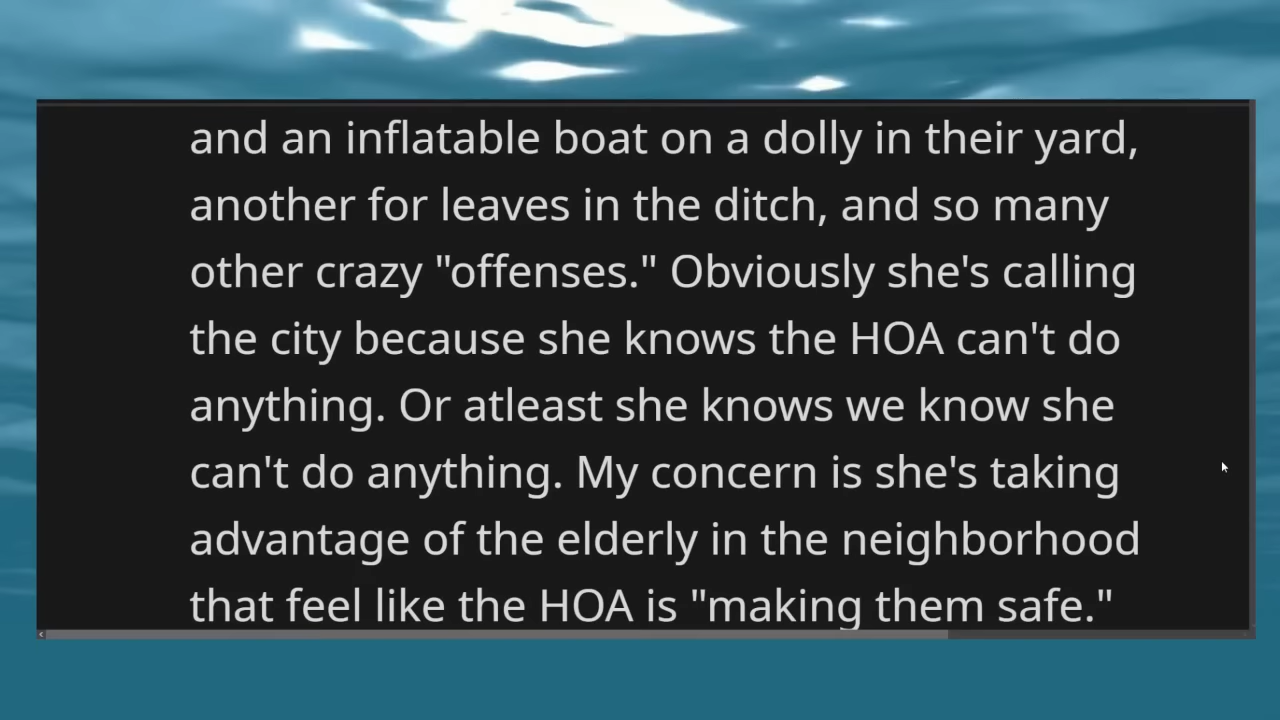 and an inflatable boat on a dolly in their yard,
another for leaves in the ditch, and so many
other crazy "offenses." Obviously she's calling
the city because she knows the HOA can't do
anything. Or atleast she knows we know she
can't do anything. My concern is she's taking
advantage of the elderly in the neighborhood
that feel like the HOA is "making them safe."